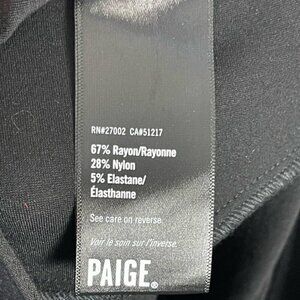 RN#27002 CA#51217
67% Rayon/Rayonne
28% Nylon
5% Elastane/
Élasthanne
See care on reverse.
Voir le soin sur l'inverse.
PAIGE®